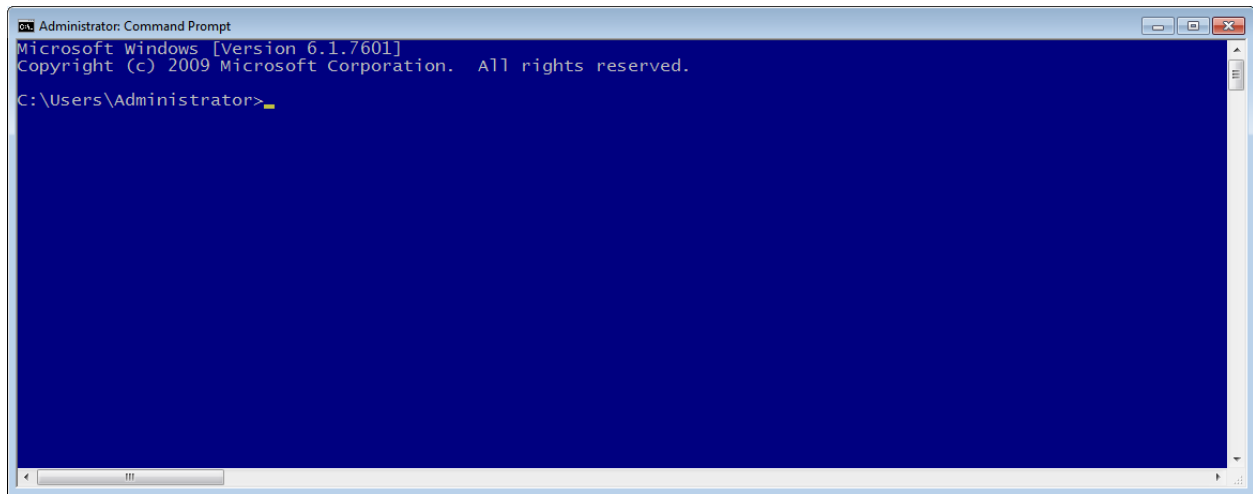 Administrator: Command Prompt
Microsoft Windows [Version 6.1.7601]
Copyright (c) 2009 Microsoft Corporation.  All rights reserved.
C:\Users\Administrator>_